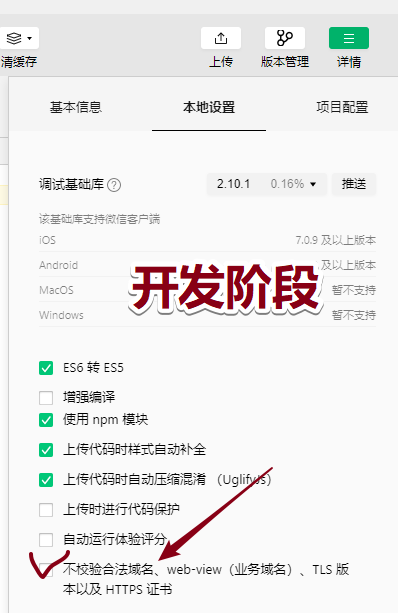 清缓存
上传
版本管理
详情
基本信息
本地设置
项目配置
调试基础库 ?
2.10.1 0.16%
推送
该基础库支持微信客户端
iOS 7.0.9 及以上版本
Android 及以上版本
MacOS 暂不支持
Windows 暂不支持
开发阶段
ES6 转 ES5
增强编译
使用 npm 模块
上传代码时样式自动补全
上传代码时自动压缩混淆 (UglifyJs)
上传时进行代码保护
自动运行体验评分
不校验合法域名、web-view（业务域名）、TLS 版
本以及 HTTPS 证书